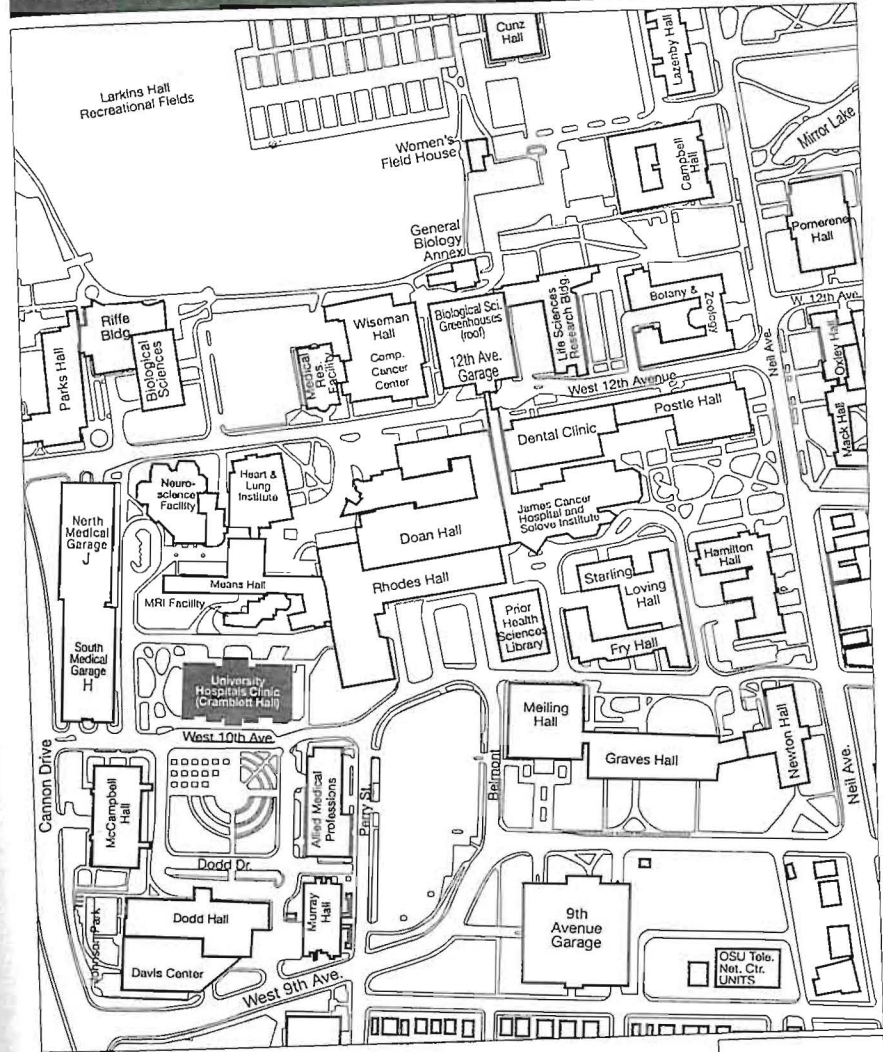 Cunz
Hall
Lazenby Hall
Larkins Hall
Recreational Fields
Mirror Lake
Women's
Field House
Campbell
Hall
Pomerene
Hall
General
Biology
Annex
W. 12th Ave
Riffe
Bldg.
Biological
Sciences
Parks Hall
Medical
Res.
Facility
Wiseman
Hall
Comp.
Cancer
Center
Biological Sci.
Greenhouses
(roof)
12th Ave.
Garage
Life Sciences
Research Bldg.
Botany &
Zoology
Neil Ave.
Oxley Hall
Mack Hall
West 12th Avenue
Postle Hall
Dental Clinic
Neuro-
science
Facility
Heart &
Lung
Institute
North
Medical
Garage
J
Doan Hall
James Cancer
Hospital and
Solove Institute
Hamilton
Hall
Means Hall
Rhodes Hall
Starling
Loving
Hall
MRI Facility
Prior
Health
Sciences
Library
Fry Hall
South
Medical
Garage
H
University
Hospitals Clinic
(Cramblett Hall)
West 10th Ave.
Meiling
Hall
Graves Hall
Newton Hall
Neil Ave.
Belmont
Cannon Drive
McCampbell
Hall
Allied Medical
Professions
Perry St.
Dodd Dr.
Dodd Hall
Murray
Hall
9th
Avenue
Garage
Davis Center
West 9th Ave.
OSU Tele.
Net. Ctr.
UNITS